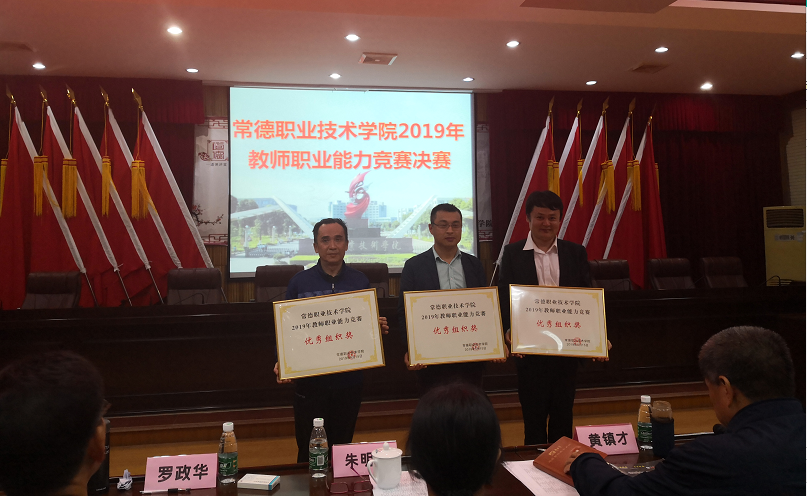 常德职业技术学院2019年
教师职业能力竞赛决赛
常德职业技术学院
2019年教师职业能力竞赛
优秀组织奖
常德职业技术学院
2019年教师职业能力竞赛
优秀组织奖
常德职业技术学院
2019年教师职业能力竞赛
优秀组织奖
罗政华
朱明
黄镇才